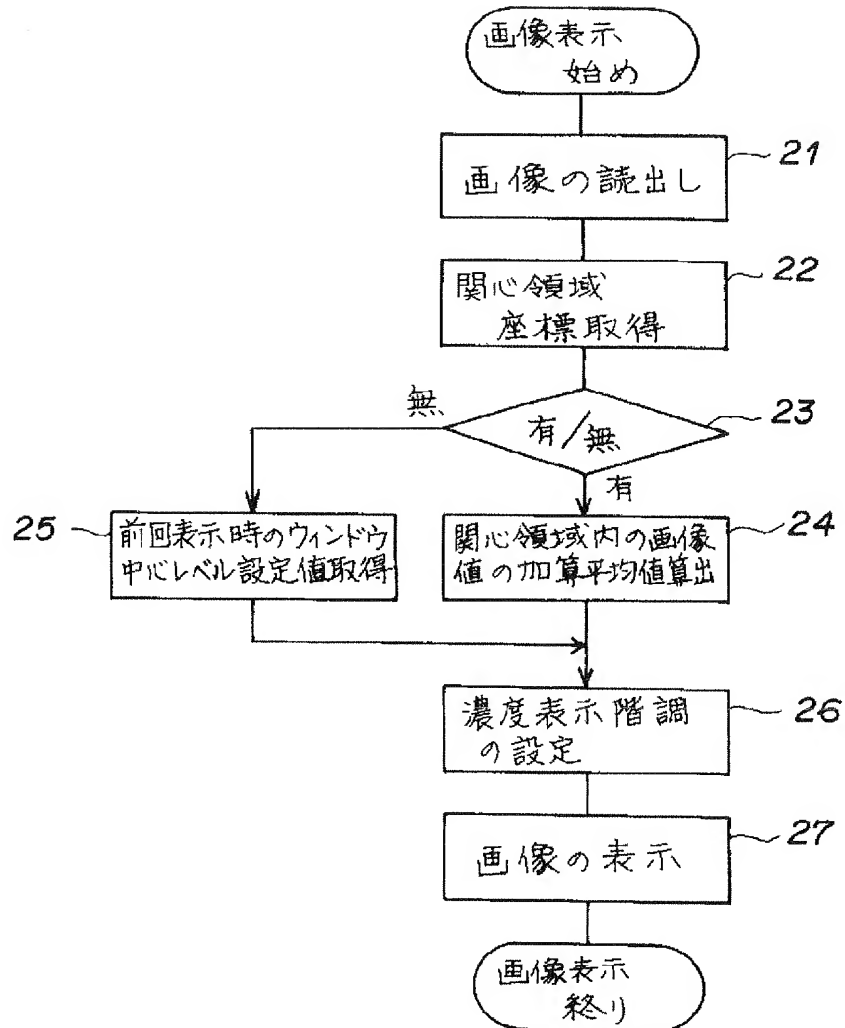 画像表示
始め
画像の読出し
21
関心領域
座標取得
22
有/無
23
無
有
25
前回表示時のウィンドウ
中心レベル設定値取得
関心領域内の画像
値の加算平均値算出
24
濃度表示階調
の設定
26
画像の表示
27
画像表示
終り